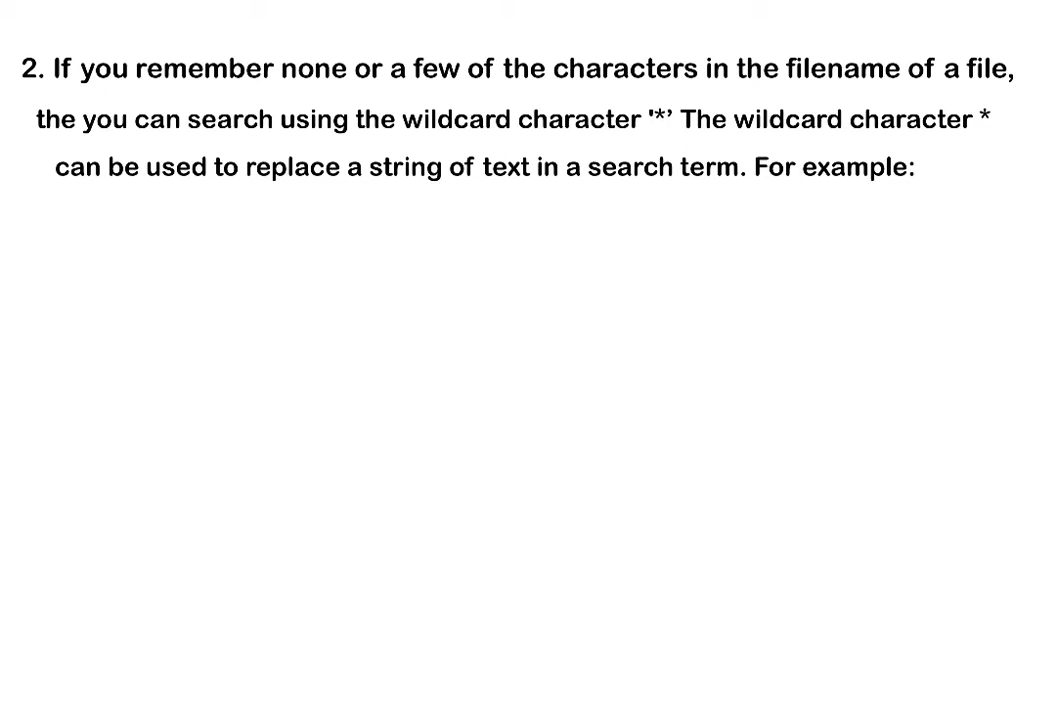 2. If you remember none or a few of the characters in the filename of a file,
the you can search using the wildcard character '*’ The wildcard character *
can be used to replace a string of text in a search term. For example: